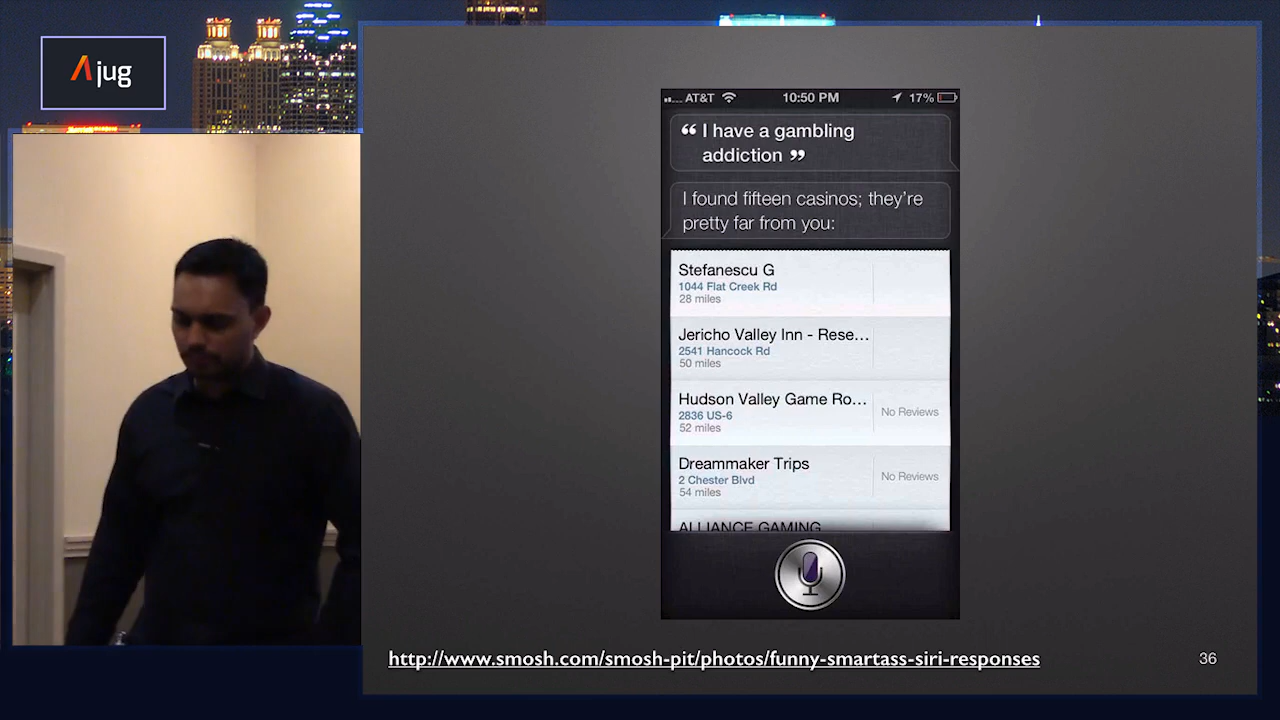 jug
AT&T 10:50 PM 17%
“ I have a gambling
addiction ”
I found fifteen casinos; they're
pretty far from you:
Stefanescu G
1044 Flat Creek Rd
28 miles
Jericho Valley Inn - Rese...
2541 Hancock Rd
50 miles
Hudson Valley Game Ro...
2836 US-6
52 miles
No Reviews
Dreammaker Trips
2 Chester Blvd
54 miles
No Reviews
ALLIANCE GAMING
http://www.smosh.com/smosh-pit/photos/funny-smartass-siri-responses
36